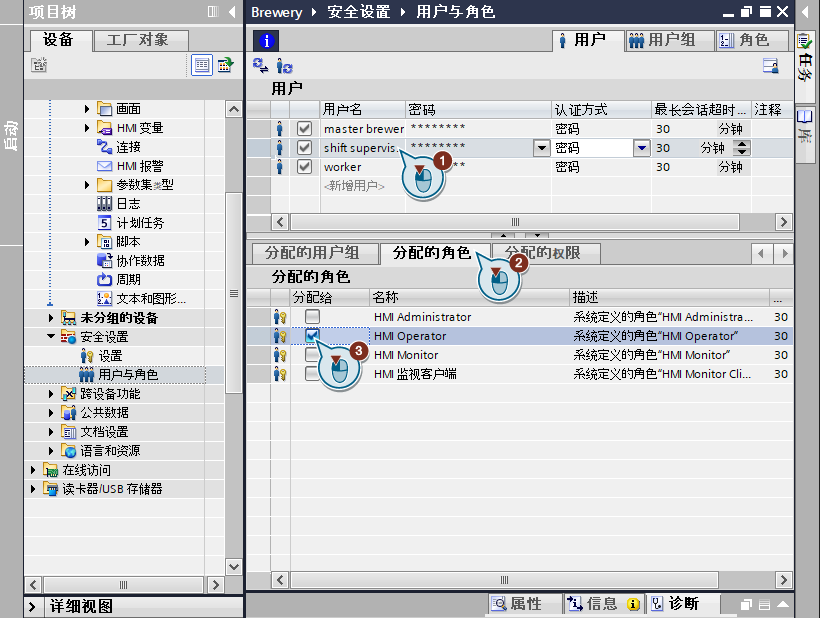 项目树
Brewery 安全设置 用户与角色
设备
工厂对象
启动
画面
HMI 变量
连接
HMI 报警
参数集类型
日志
计划任务
脚本
协作数据
周期
文本和图形...
未分组的设备
安全设置
设置
用户与角色
跨设备功能
公共数据
文档设置
语言和资源
在线访问
读卡器/USB 存储器
详细视图
用户
用户组
角色
用户
用户名 密码 认证方式 最长会话超时... 注释
master brewer ******** 密码 30 分钟
shift supervis... ******** 密码 30 分钟
worker 密码 30 分钟
<新增用户>
1
分配的用户组
分配的角色
分配的权限
2
分配的角色
分配给 名称 描述 ...
HMI Administrator 系统定义的角色"HMI Administra... 30
HMI Operator 系统定义的角色"HMI Operator" 30
HMI Monitor 系统定义的角色"HMI Monitor" 30
HMI 监视客户端 系统定义的角色"HMI Monitor Cli... 30
3
属性
信息
诊断
任务
库